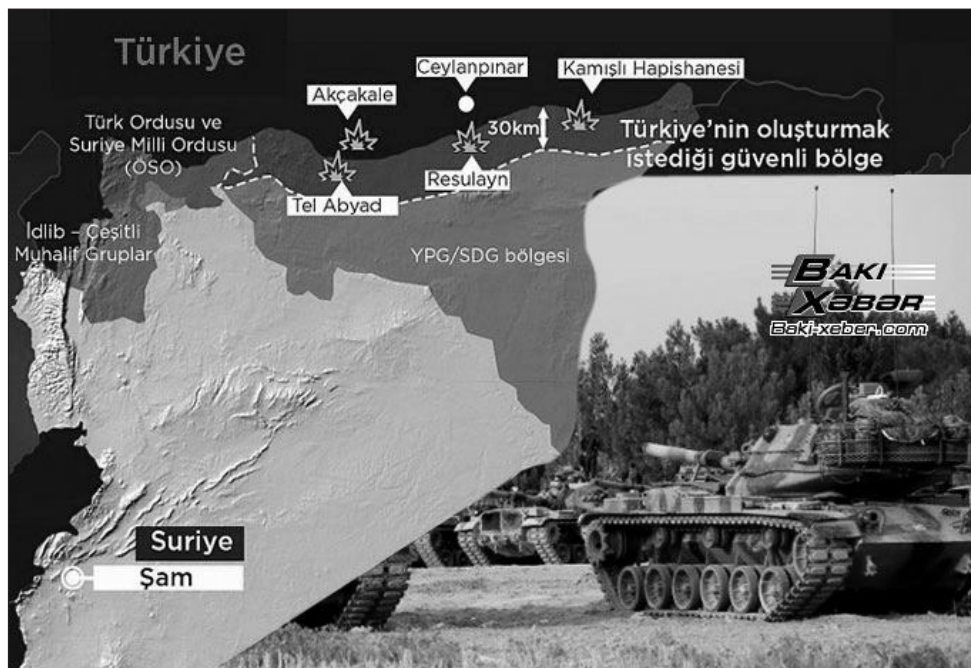 Türkiye
Ceylanpınar
Kamışlı Hapishanesi
Akçakale
Türk Ordusu ve
Suriye Milli Ordusu
(ÖSO)
30km
Türkiye'nin oluşturmak
istediği güvenli bölge
Resulayn
Tel Abyad
İdlib – Çeşitli
Muhalif Gruplar
YPG/SDG bölgesi
BAKI
XƏBƏR
Baki-xeber.com
Suriye
Şam